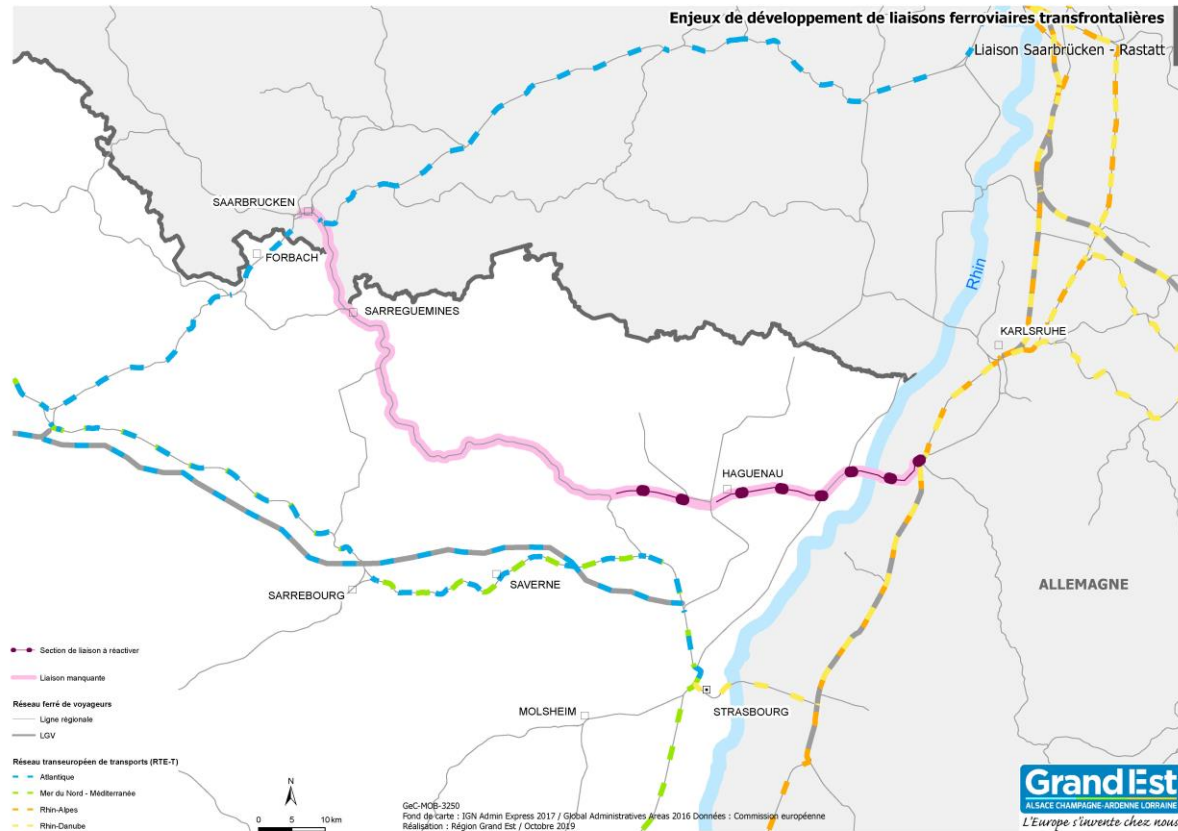 Enjeux de développement de liaisons ferroviaires transfrontalières
Liaison Saarbrücken - Rastatt
SAARBRUCKEN
FORBACH
SARREGUEMINES
Rhin
KARLSRUHE
HAGUENAU
ALLEMAGNE
SAVERNE
SARREBOURG
STRASBOURG
MOLSHEIM
Section de liaison à réactiver
Liaison manquante
Réseau ferré de voyageurs
Ligne régionale
LGV
Réseau transeuropéen de transports (RTE-T)
Atlantique
Mer du Nord - Méditerranée
Rhin-Alpes
Rhin-Danube
N
0 5 10 km
GeC-MOB-3250
Fond de carte : IGN Admin Express 2017 / Global Administratives Areas 2016 Données : Commission européenne
Réalisation : Région Grand Est / Octobre 2019
Grand Est
ALSACE CHAMPAGNE-ARDENNE LORRAINE
L'Europe s'invente chez nous